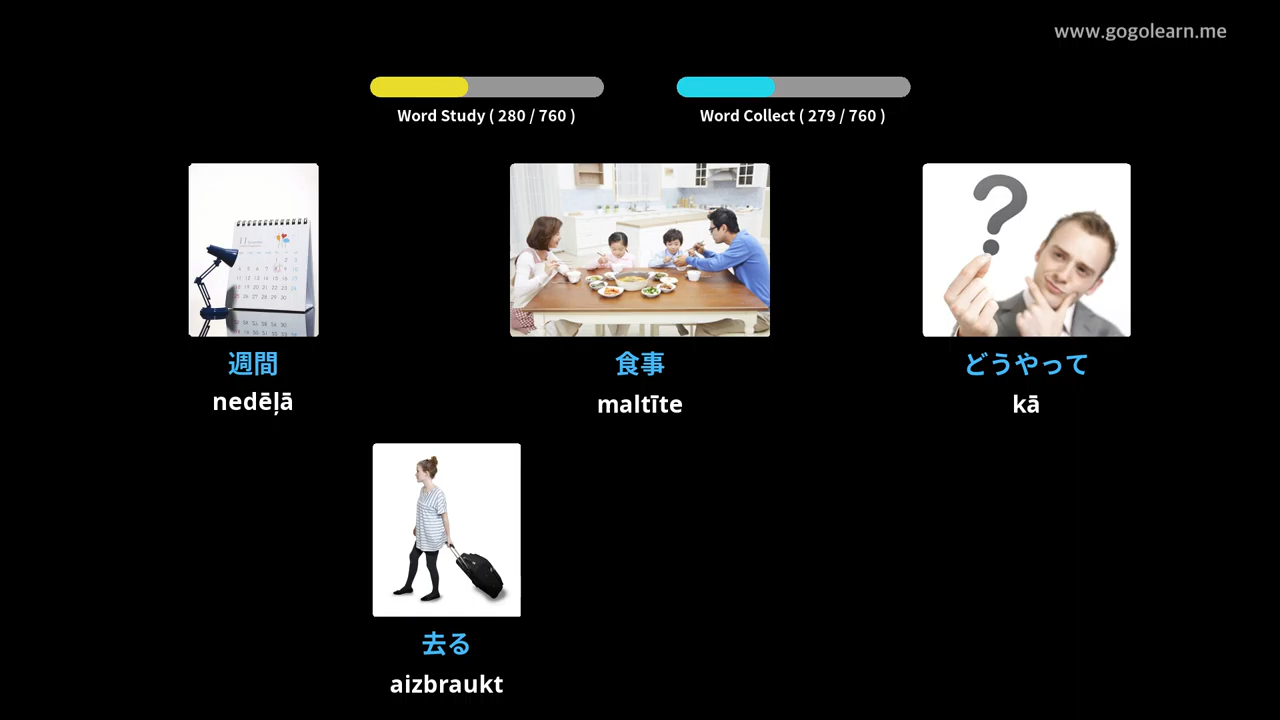 www.gogolearn.me
Word Study ( 280 / 760 )
Word Collect ( 279 / 760 )
週間
nedēļā
食事
maltīte
どうやって
kā
去る
aizbraukt